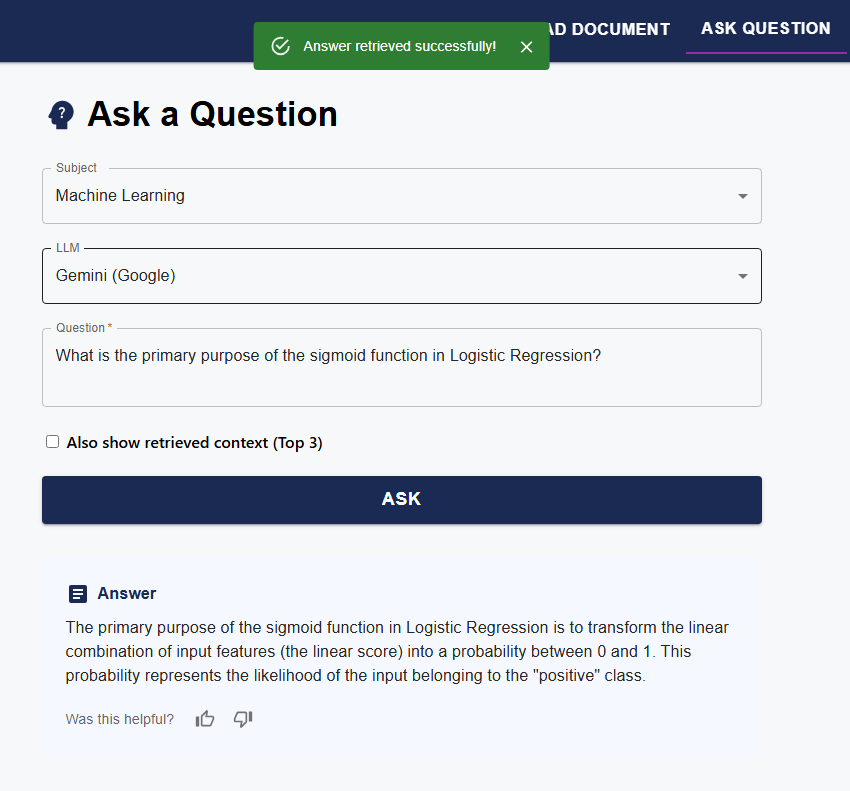 DOCUMENT
ASK QUESTION
Answer retrieved successfully!
Ask a Question
Subject
Machine Learning
LLM
Gemini (Google)
Question *
What is the primary purpose of the sigmoid function in Logistic Regression?
Also show retrieved context (Top 3)
ASK
Answer
The primary purpose of the sigmoid function in Logistic Regression is to transform the linear
combination of input features (the linear score) into a probability between 0 and 1. This
probability represents the likelihood of the input belonging to the "positive" class.
Was this helpful?